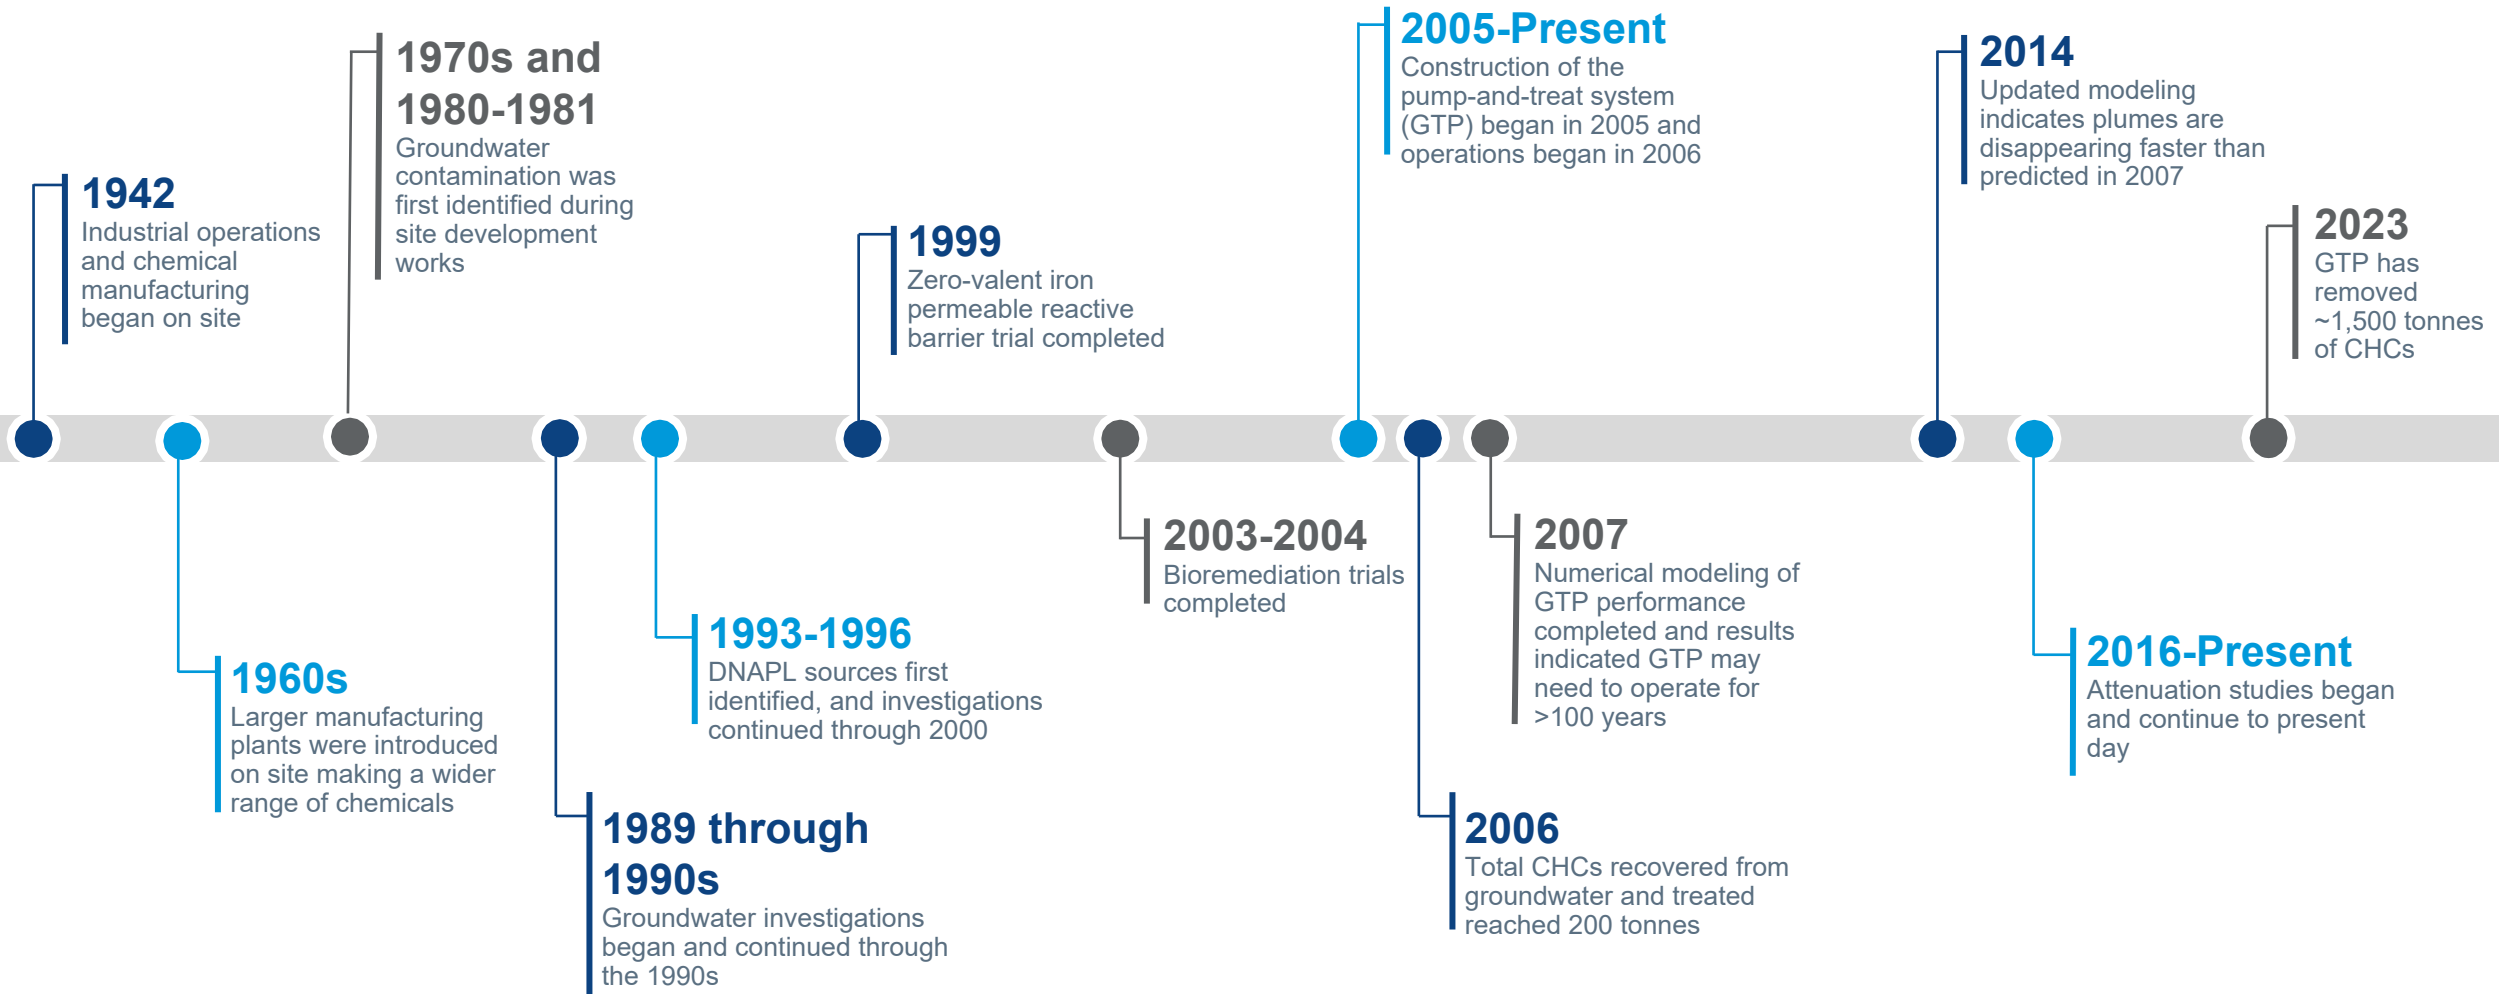 1942
Industrial operations
and chemical
manufacturing
began on site
1960s
Larger manufacturing
plants were introduced
on site making a wider
range of chemicals
1970s and
1980-1981
Groundwater
contamination was
first identified during
site development
works
1989 through
1990s
Groundwater investigations
began and continued through
the 1990s
1993-1996
DNAPL sources first
identified, and investigations
continued through 2000
1999
Zero-valent iron
permeable reactive
barrier trial completed
2003-2004
Bioremediation trials
completed
2005-Present
Construction of the
pump-and-treat system
(GTP) began in 2005 and
operations began in 2006
2006
Total CHCs recovered from
groundwater and treated
reached 200 tonnes
2007
Numerical modeling of
GTP performance
completed and results
indicated GTP may
need to operate for
>100 years
2014
Updated modeling
indicates plumes are
disappearing faster than
predicted in 2007
2016-Present
Attenuation studies began
and continue to present
day
2023
GTP has
removed
~1,500 tonnes
of CHCs